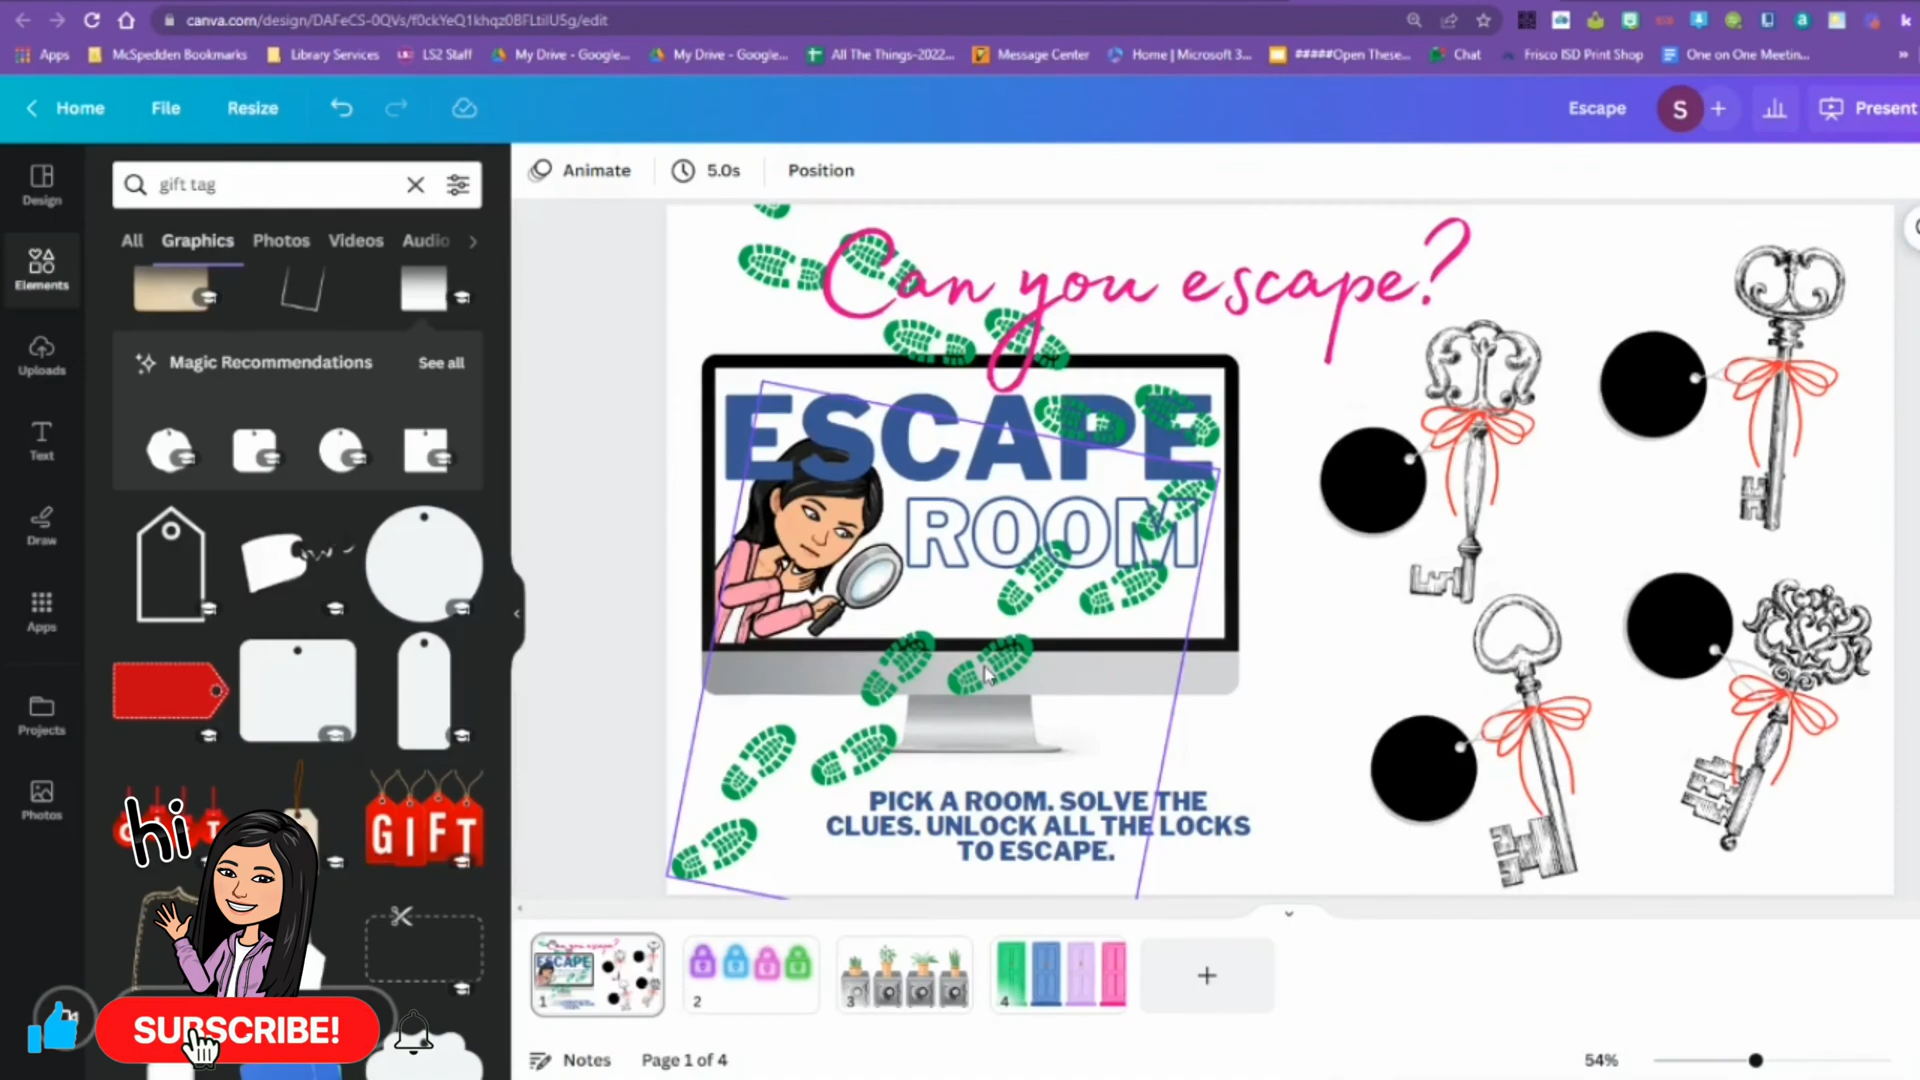 canva.com/design/DAFeCS-0QVs/f0ckYeQ1khqz0BFLtilU5g/edit
Apps
McSpedden Bookmarks
Library Services
LS2 Staff
My Drive - Google...
My Drive - Google...
All The Things-2022...
Message Center
Home | Microsoft 3...
#####Open These...
Chat
Frisco ISD Print Shop
One on One Meetin...
Home
File
Resize
Escape
S
Present
Design
Elements
Uploads
Text
Draw
Apps
Projects
Photos
gift tag
All
Graphics
Photos
Videos
Audio
Magic Recommendations
See all
GIFT
hi
SUBSCRIBE!
Animate
5.0s
Position
Can you escape?
ESCAPE
ROOM
PICK A ROOM. SOLVE THE
CLUES. UNLOCK ALL THE LOCKS
TO ESCAPE.
1
2
3
4
Notes
Page 1 of 4
54%